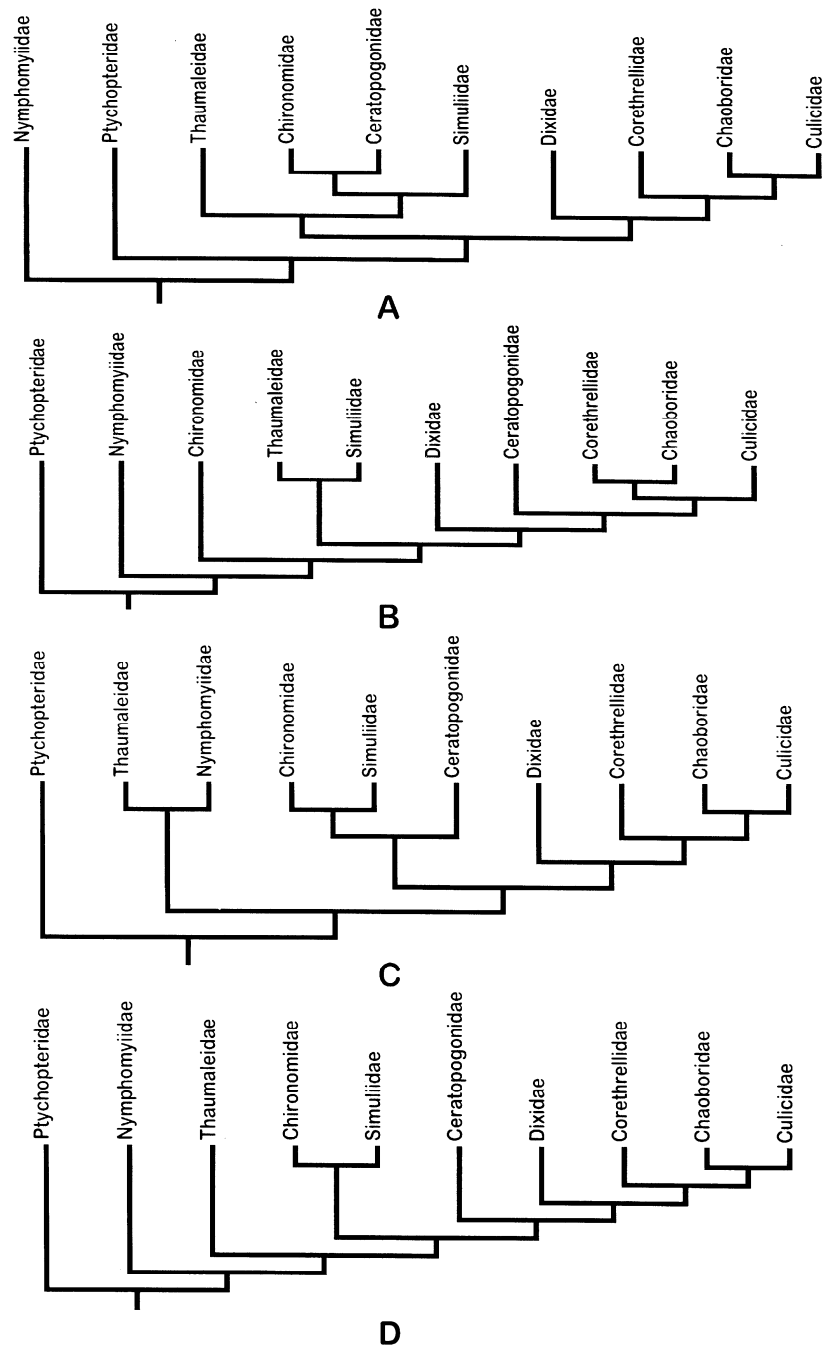 Nymphomyiidae
Ptychopteridae
Thaumaleidae
Chironomidae
Ceratopogonidae
Simuliidae
Dixidae
Corethrellidae
Chaoboridae
Culicidae
A
Ptychopteridae
Nymphomyiidae
Chironomidae
Thaumaleidae
Simuliidae
Dixidae
Ceratopogonidae
Corethrellidae
Chaoboridae
Culicidae
B
Ptychopteridae
Thaumaleidae
Nymphomyiidae
Chironomidae
Simuliidae
Ceratopogonidae
Dixidae
Corethrellidae
Chaoboridae
Culicidae
C
Ptychopteridae
Nymphomyiidae
Thaumaleidae
Chironomidae
Simuliidae
Ceratopogonidae
Dixidae
Corethrellidae
Chaoboridae
Culicidae
D